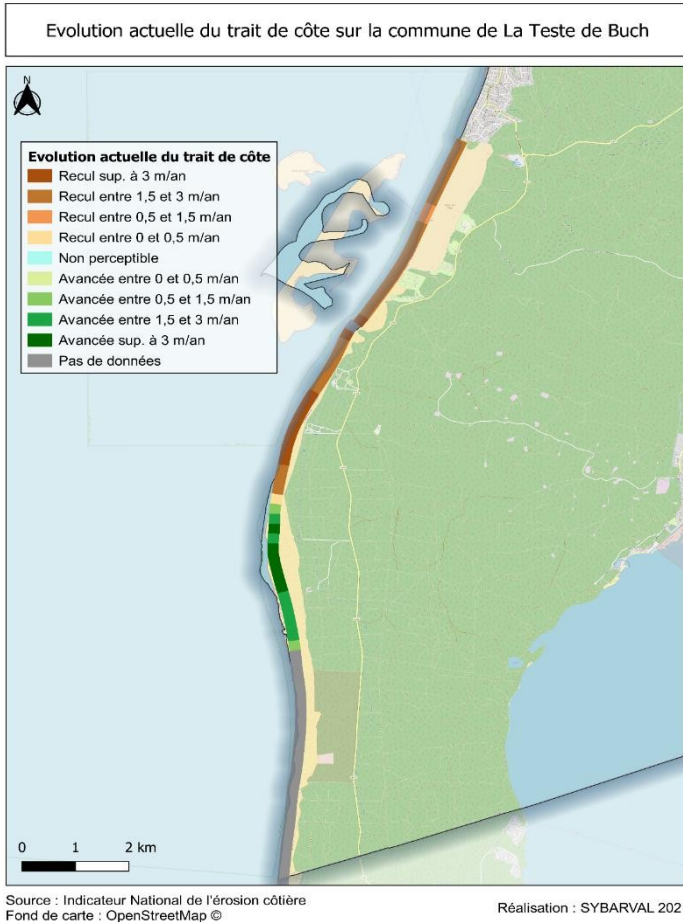 Evolution actuelle du trait de côte sur la commune de La Teste de Buch
N
Evolution actuelle du trait de côte
Recul sup. à 3 m/an
Recul entre 1,5 et 3 m/an
Recul entre 0,5 et 1,5 m/an
Recul entre 0 et 0,5 m/an
Non perceptible
Avancée entre 0 et 0,5 m/an
Avancée entre 0,5 et 1,5 m/an
Avancée entre 1,5 et 3 m/an
Avancée sup. à 3 m/an
Pas de données
0 1 2 km
Source : Indicateur National de l'érosion côtière
Fond de carte : OpenStreetMap ©
Réalisation : SYBARVAL 202